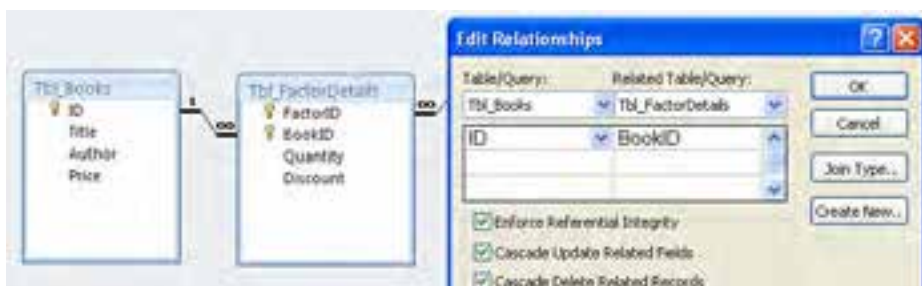 Tbl_Books
ID
Title
Author
Price
1
∞
Tbl_FactorDetails
FactorID
BookID
Quantity
Discount
∞
Edit Relationships
Table/Query: Related Table/Query:
Tbl_Books Tbl_FactorDetails
ID BookID
Enforce Referential Integrity
Cascade Update Related Fields
Cascade Delete Related Records
OK
Cancel
Join Type..
Create New..